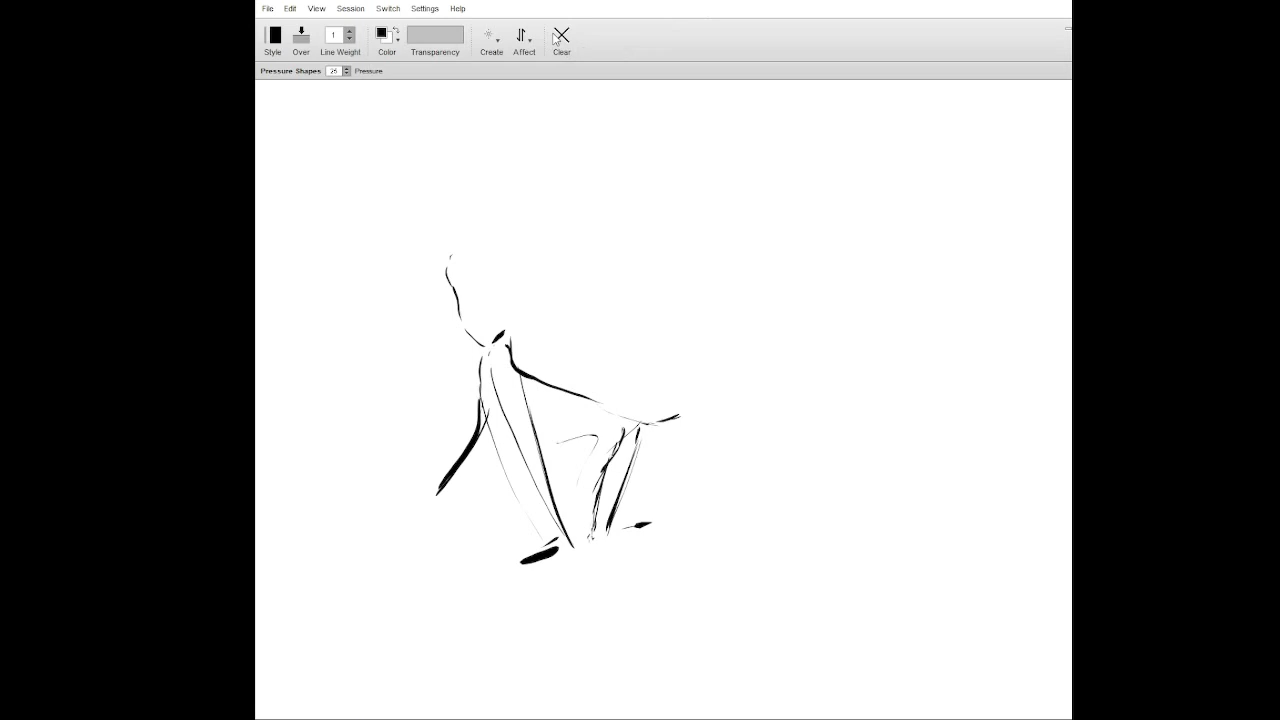 File Edit View Session Switch Settings Help
1
Style Over Line Weight Color Transparency Create Affect Clear
Pressure Shapes 25 Pressure